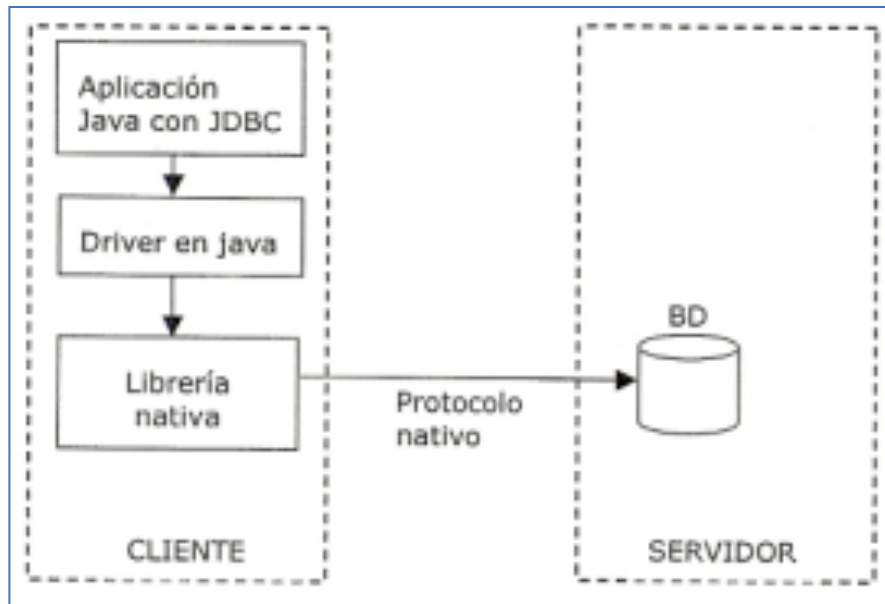 Aplicación
Java con JDBC
Driver en java
Librería
nativa
Protocolo
nativo
BD
CLIENTE
SERVIDOR